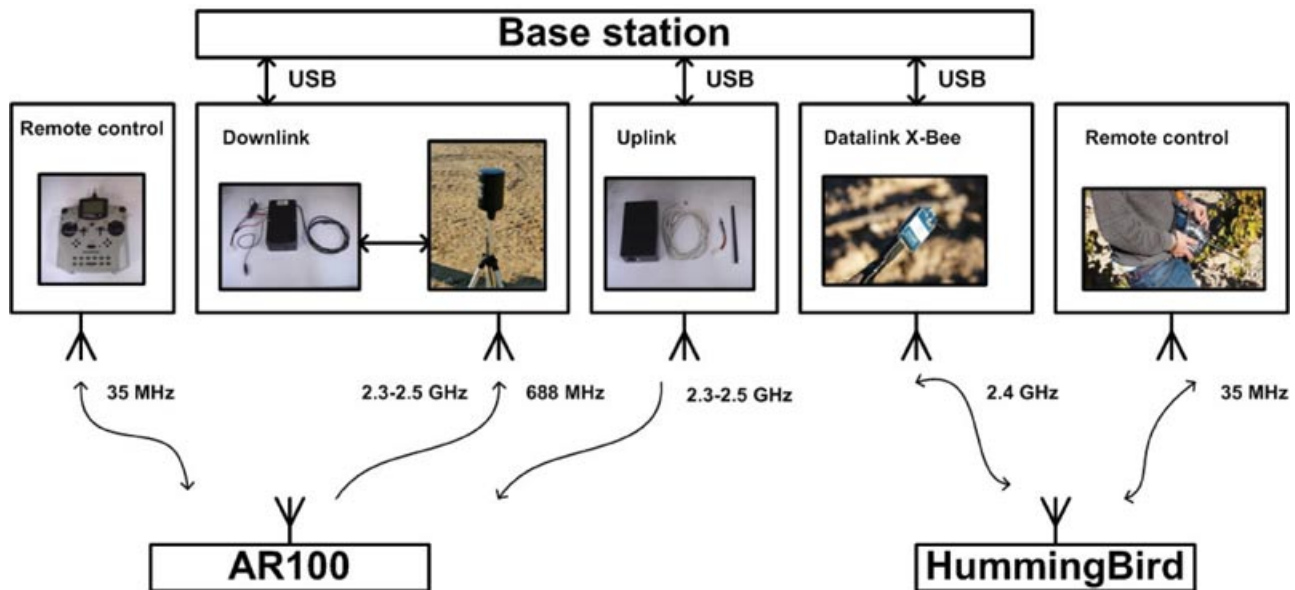 Base station
USB
USB
USB
Remote control
Downlink
Uplink
Datalink X-Bee
Remote control
35 MHz
2.3-2.5 GHz
688 MHz
2.3-2.5 GHz
2.4 GHz
35 MHz
AR100
HummingBird